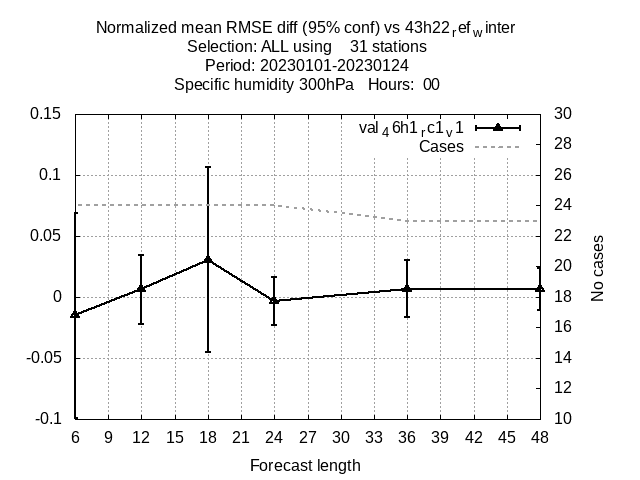 Normalized mean RMSE diff (95% conf) vs 43h22ref winter
Selection: ALL using 31 stations
Period: 20230101-20230124
Specific humidity 300hPa Hours: 00
0.15
0.1
0.05
0
-0.05
-0.1
30
28
26
24
22
20
18
16
14
12
10
val46h1rc1v1
Cases
No cases
6 9 12 15 18 21 24 27 30 33 36 39 42 45 48
Forecast length